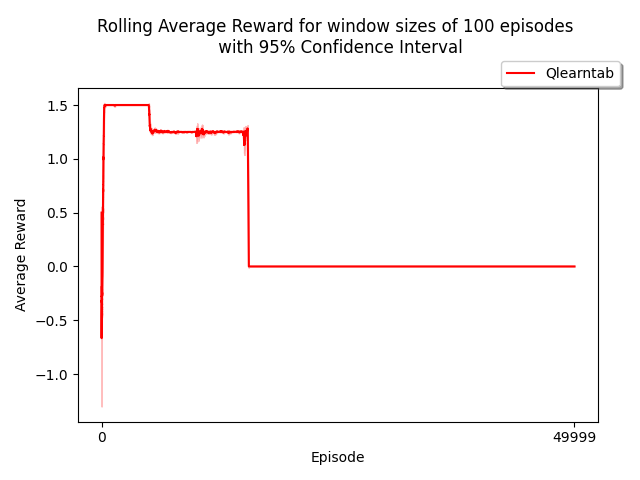 Rolling Average Reward for window sizes of 100 episodes
with 95% Confidence Interval
Qlearntab
1.5
1.0
0.5
0.0
−0.5
−1.0
Average Reward
0
49999
Episode